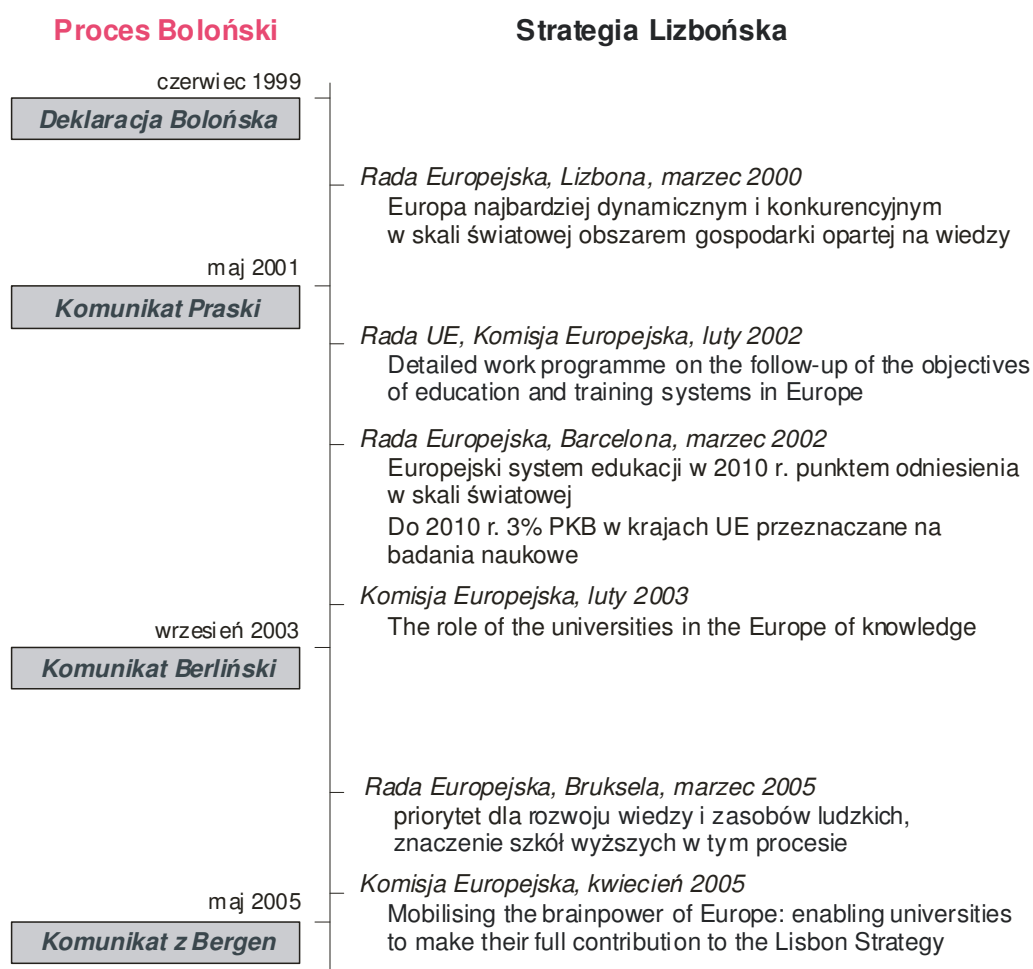 Proces Boloński
Strategia Lizbońska
czerwiec 1999
Deklaracja Bolońska
Rada Europejska, Lizbona, marzec 2000
Europa najbardziej dynamicznym i konkurencyjnym
w skali światowej obszarem gospodarki opartej na wiedzy
maj 2001
Komunikat Praski
Rada UE, Komisja Europejska, luty 2002
Detailed work programme on the follow-up of the objectives
of education and training systems in Europe
Rada Europejska, Barcelona, marzec 2002
Europejski system edukacji w 2010 r. punktem odniesienia
w skali światowej
Do 2010 r. 3% PKB w krajach UE przeznaczane na
badania naukowe
Komisja Europejska, luty 2003
The role of the universities in the Europe of knowledge
wrzesień 2003
Komunikat Berliński
Rada Europejska, Bruksela, marzec 2005
priorytet dla rozwoju wiedzy i zasobów ludzkich,
znaczenie szkół wyższych w tym procesie
Komisja Europejska, kwiecień 2005
Mobilising the brainpower of Europe: enabling universities
to make their full contribution to the Lisbon Strategy
maj 2005
Komunikat z Bergen